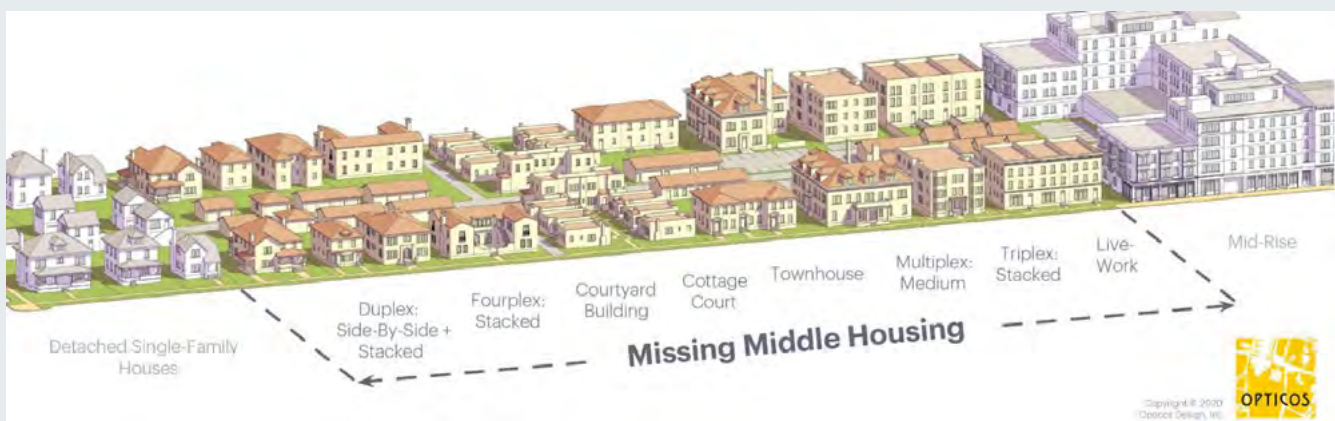 Detached Single-Family
Houses
Duplex:
Side-By-Side +
Stacked
Fourplex:
Stacked
Courtyard
Building
Cottage
Court
Townhouse
Multiplex:
Medium
Triplex:
Stacked
Live-
Work
Mid-Rise
Missing Middle Housing
Copyright © 2020
Opticos Design, Inc.
OPTICOS